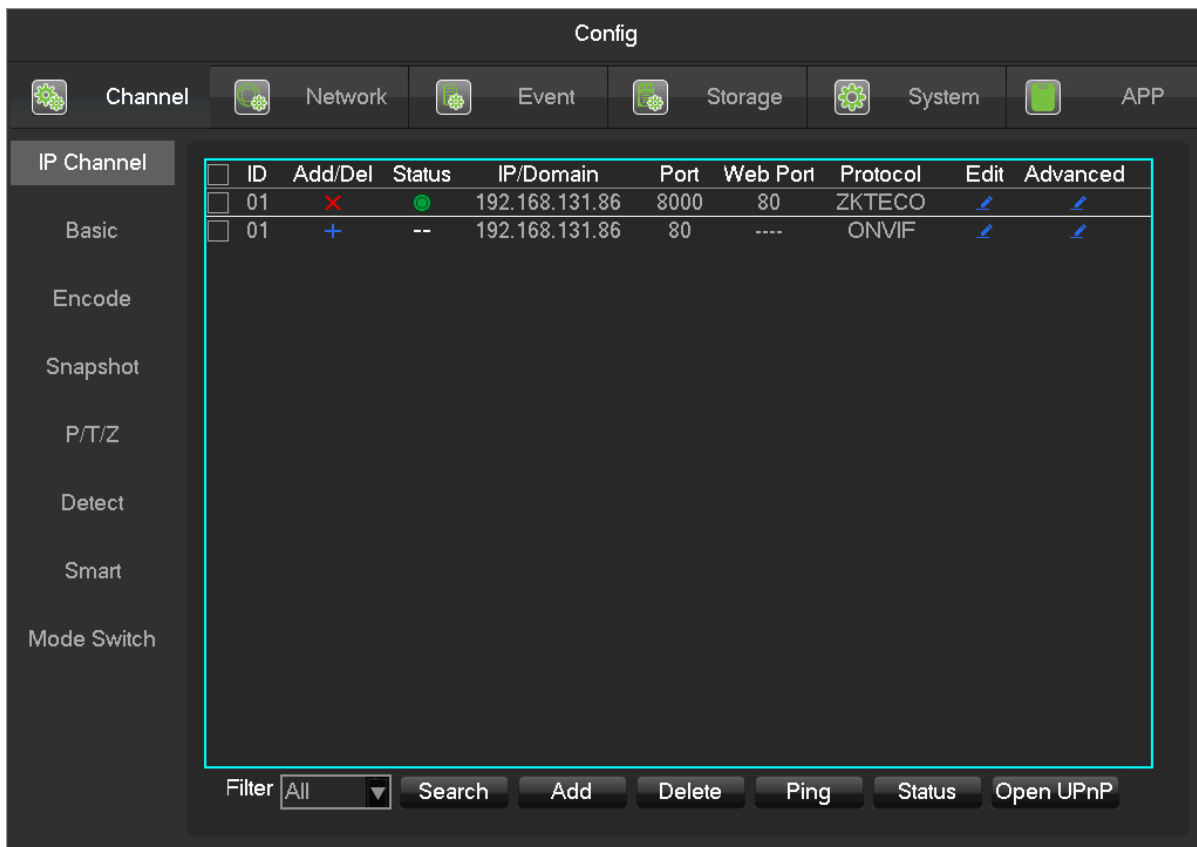 Config
Channel Network Event Storage System APP
IP Channel
Basic
Encode
Snapshot
P/T/Z
Detect
Smart
Mode Switch
ID Add/Del Status IP/Domain Port Web Port Protocol Edit Advanced
01 192.168.131.86 8000 80 ZKTECO
01 -- 192.168.131.86 80 ---- ONVIF
Filter All Search Add Delete Ping Status Open UPnP